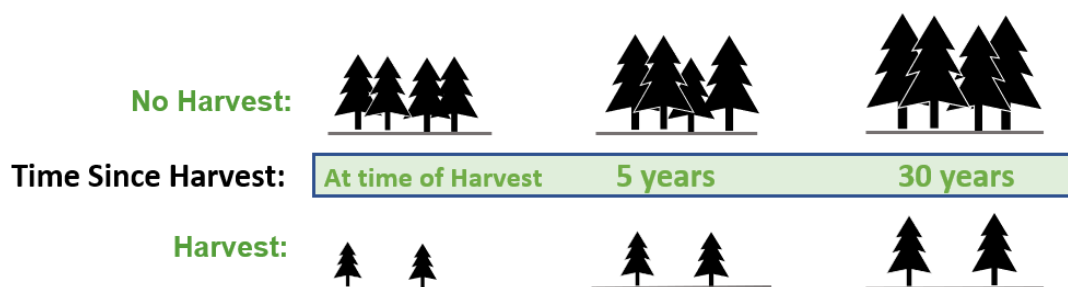 No Harvest:
Time Since Harvest: At time of Harvest 5 years 30 years
Harvest: